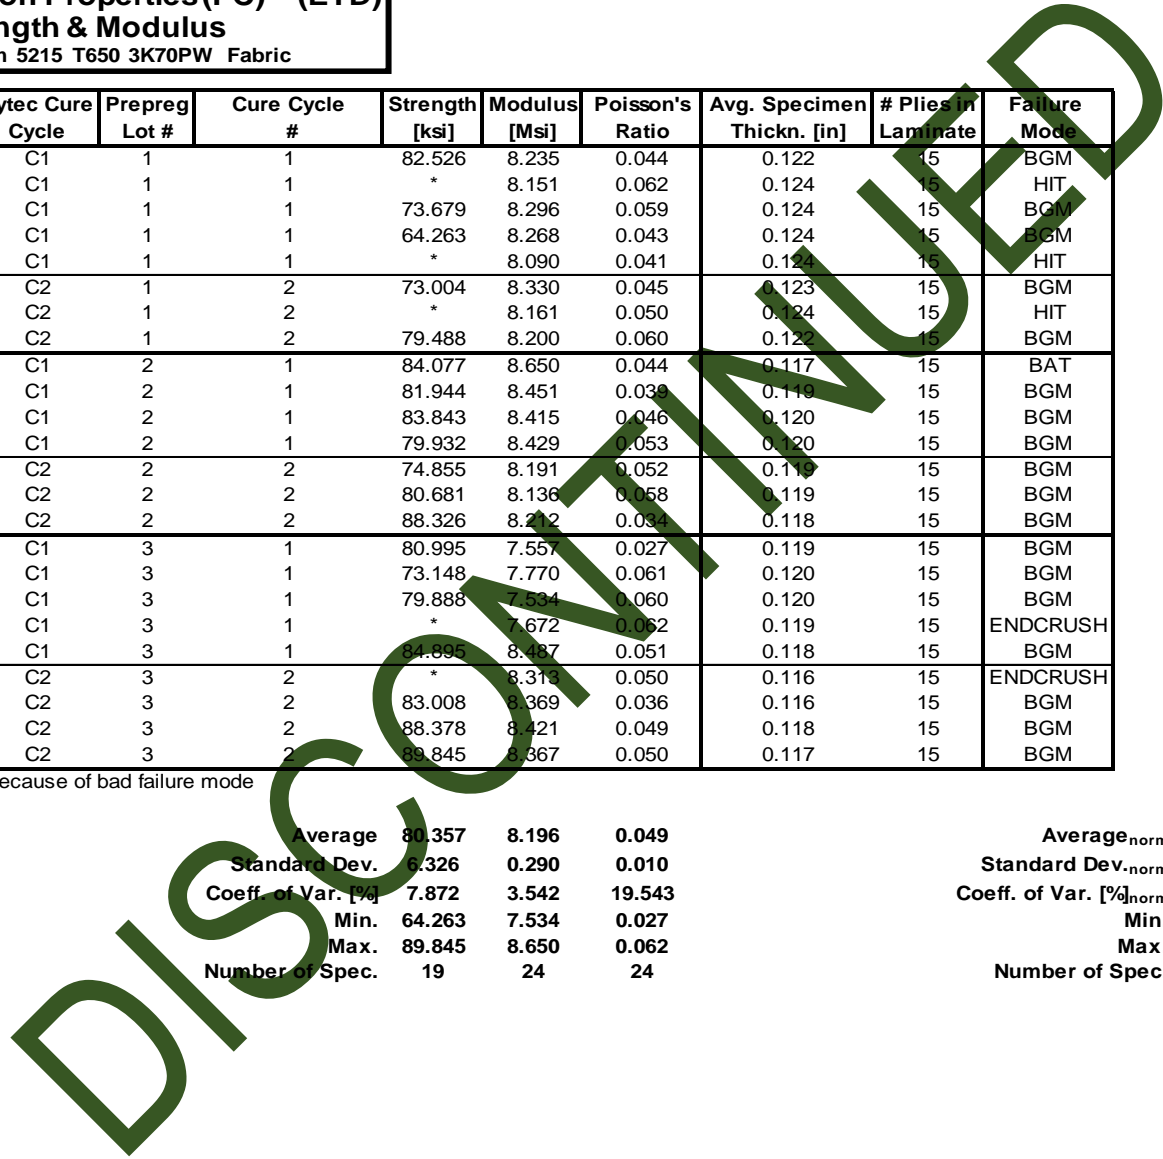 ngth & Modulus
5215 T650 3K70PW Fabric
Cure Prepreg Cure Cycle Strength Modulus Poisson's Avg. Specimen # Plies in Failure
Cycle Lot # # [ksi] [Msi] Ratio Thickn. [in] Laminate Mode
C1 1 1 82.526 8.235 0.044 0.122 15 BGM
C1 1 1 * 8.151 0.062 0.124 15 HIT
C1 1 1 73.679 8.296 0.059 0.124 15 BGM
C1 1 1 64.263 8.268 0.043 0.124 15 BGM
C1 1 1 * 8.090 0.041 0.124 15 HIT
C2 1 2 73.004 8.330 0.045 0.123 15 BGM
C2 1 2 * 8.161 0.050 0.124 15 HIT
C2 1 2 79.488 8.200 0.060 0.122 15 BGM
C1 2 1 84.077 8.650 0.044 0.117 15 BAT
C1 2 1 81.944 8.451 0.039 0.119 15 BGM
C1 2 1 83.843 8.415 0.046 0.120 15 BGM
C1 2 1 79.932 8.429 0.053 0.120 15 BGM
C2 2 2 74.855 8.191 0.052 0.119 15 BGM
C2 2 2 80.681 8.136 0.058 0.119 15 BGM
C2 2 2 88.326 8.212 0.034 0.118 15 BGM
C1 3 1 80.995 7.557 0.027 0.119 15 BGM
C1 3 1 73.148 7.770 0.061 0.120 15 BGM
C1 3 1 79.888 7.534 0.060 0.120 15 BGM
C1 3 1 * 7.672 0.062 0.119 15 ENDCRUSH
C1 3 1 84.895 8.487 0.051 0.118 15 BGM
C2 3 2 * 8.313 0.050 0.116 15 ENDCRUSH
C2 3 2 83.008 8.369 0.036 0.116 15 BGM
C2 3 2 88.378 8.421 0.049 0.118 15 BGM
C2 3 2 89.845 8.367 0.050 0.117 15 BGM
ecause of bad failure mode
Average 80.357 8.196 0.049 Average norm
Standard Dev. 6.326 0.290 0.010 Standard Dev. norm
Coeff. of Var. [%] 7.872 3.542 19.543 Coeff. of Var. [%] norm
Min. 64.263 7.534 0.027 Min
Max. 89.845 8.650 0.062 Max
Number of Spec. 19 24 24 Number of Spec
DISCONTINUED